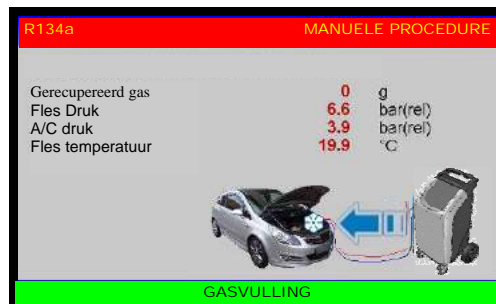 R134a MANUELE PROCEDURE
Gerecupereerd gas 0 g
Fles Druk 6.6 bar(rel)
A/C druk 3.9 bar(rel)
Fles temperatuur 19.9 °C
GASVULLING